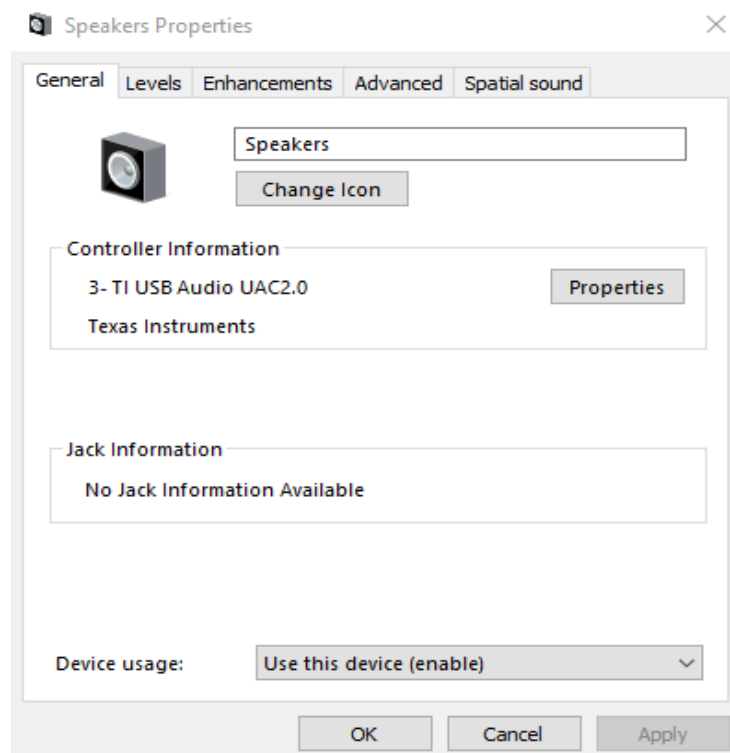 Speakers Properties
General Levels Enhancements Advanced Spatial sound
Speakers
Change Icon
Controller Information
3- TI USB Audio UAC2.0 Properties
Texas Instruments
Jack Information
No Jack Information Available
Device usage: Use this device (enable)
OK Cancel Apply